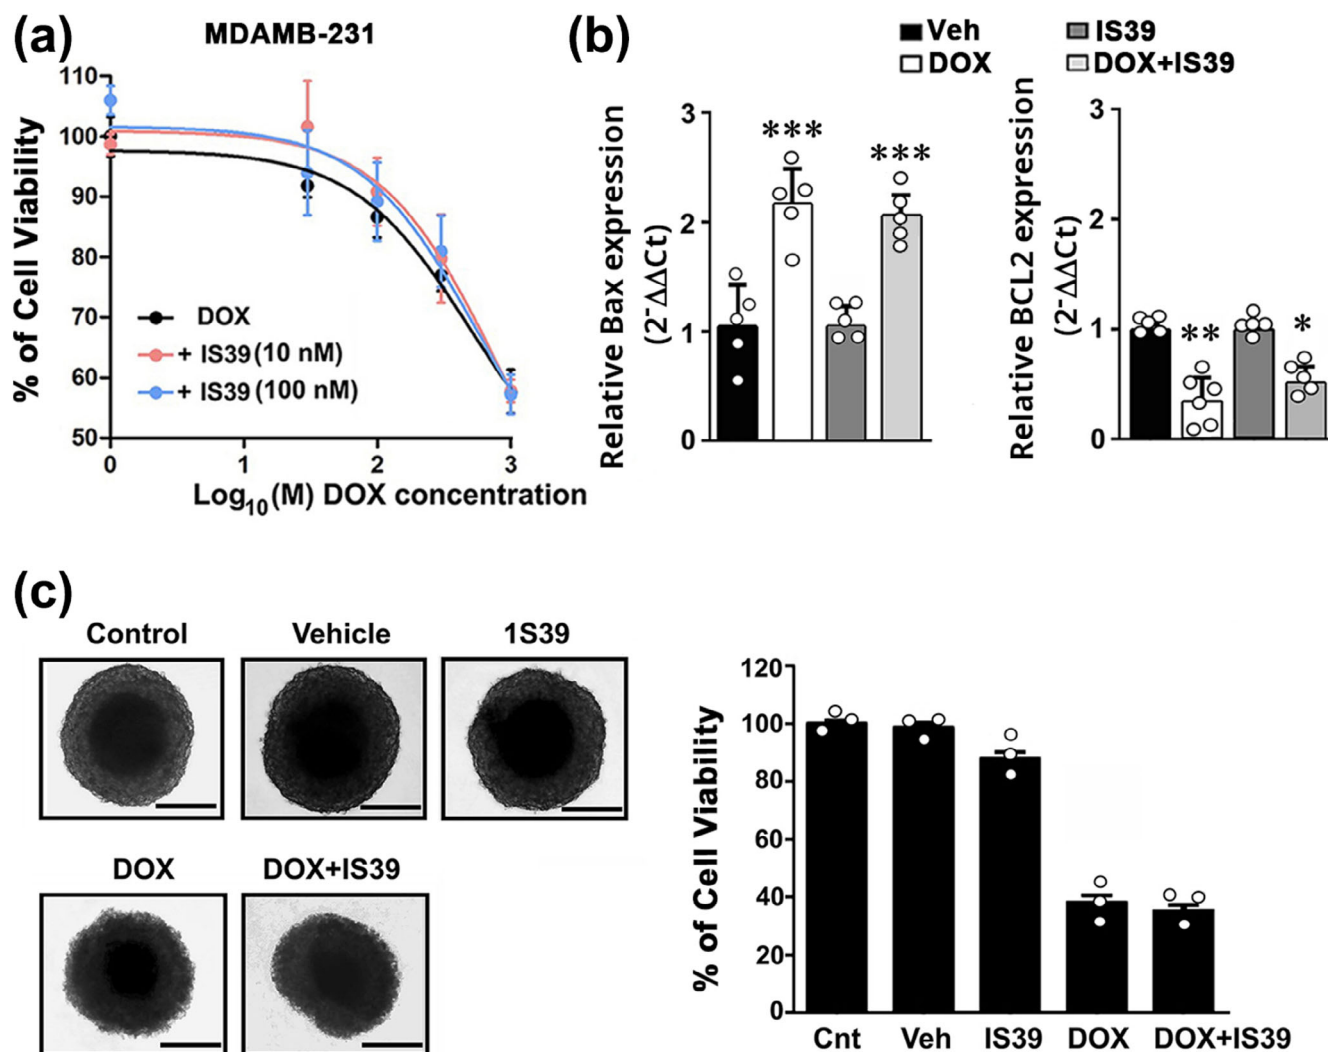 (a)
MDAMB-231
110
100
90
80
70
60
50
% of Cell Viability
DOX
+ IS39 (10 nM)
+ IS39 (100 nM)
0 1 2 3
Log10(M) DOX concentration
(b)
Veh IS39
DOX DOX+IS39
Relative Bax expression
(2-ΔΔCt)
3
2
1
0
***
***
Relative BCL2 expression
(2-ΔΔCt)
3
2
1
0
**
*
(c)
Control Vehicle 1S39
DOX DOX+IS39
% of Cell Viability
120
100
80
60
40
20
0
Cnt Veh IS39 DOX DOX+IS39